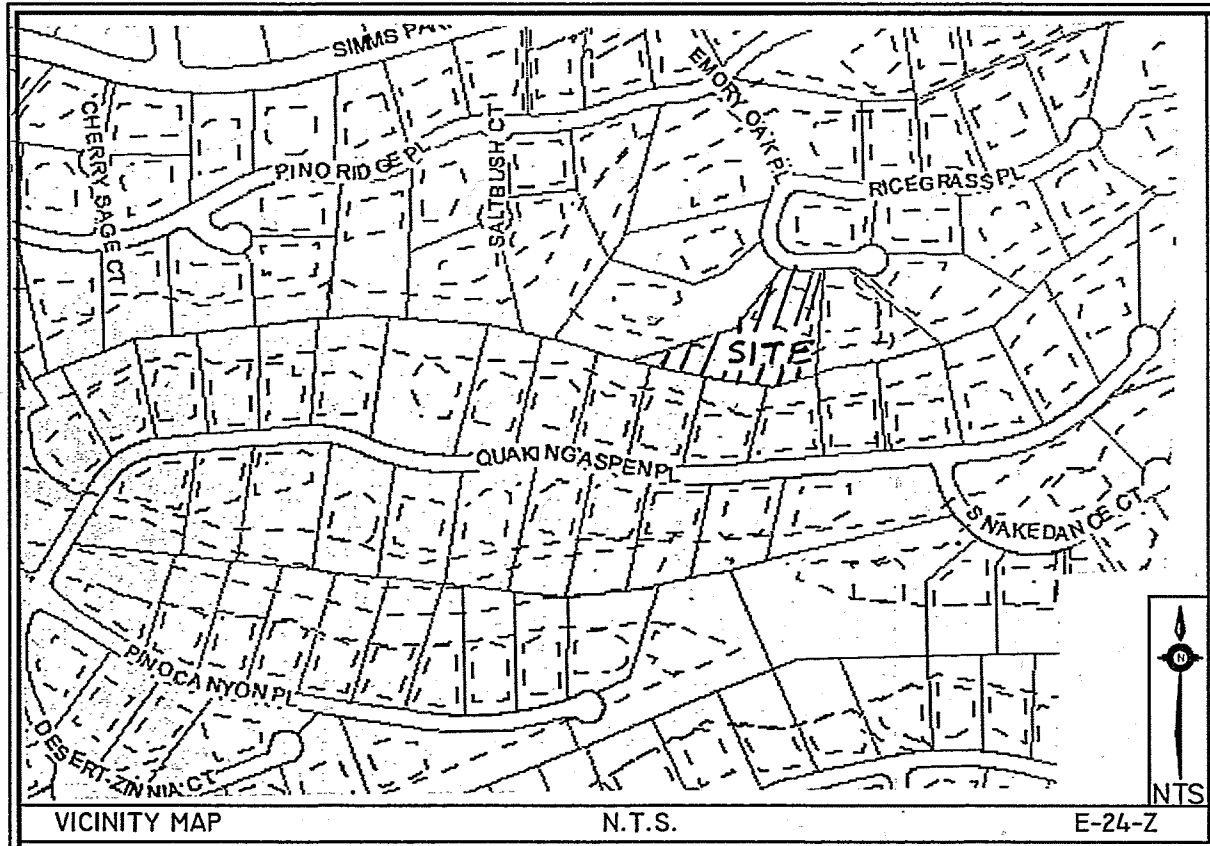 SIMMS
EMORY OAK PL
CHERRY SAGE CT
PINO RIDGE PL
SALTBUSH CT
RICEGRASS PL
SITE
QUAKING ASPEN PL
SNAKEDANCE CT
PINO CANYON PL
DESERT ZINNIA CT
N
NTS
VICINITY MAP N.T.S. E-24-Z